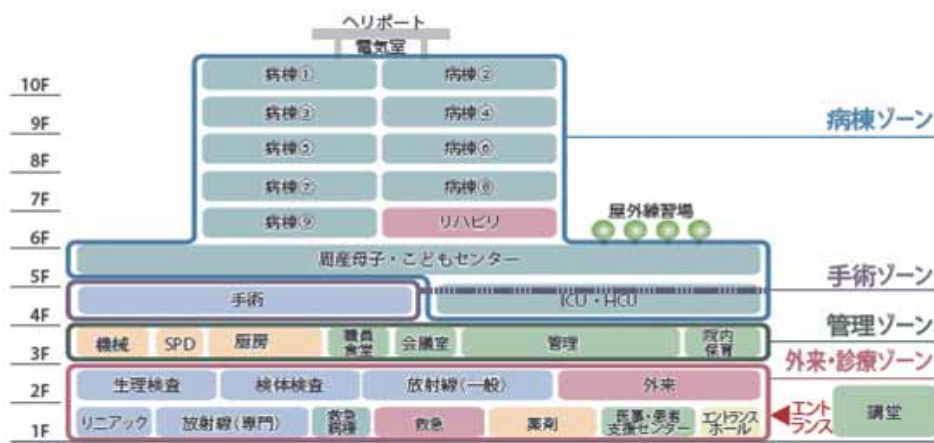 ヘリポート
電気室
10F
病棟①
病棟②
9F
病棟③
病棟④
病棟ゾーン
8F
病棟⑤
病棟⑥
7F
病棟⑦
病棟⑧
屋外練習場
6F
病棟⑨
リハビリ
5F
周産母子・こどもセンター
手術ゾーン
4F
手術
ICU・HCU
管理ゾーン
3F
機械
SPD
厨房
職員
食堂
会議室
管理
院内
保育
外来・診療ゾーン
2F
生理検査
検体検査
放射線(一般)
外来
1F
リニアック
放射線(専門)
救急
病棟
救急
薬剤
医事・患者
支援センター
エントランス
ホール
エント
ランス
講堂